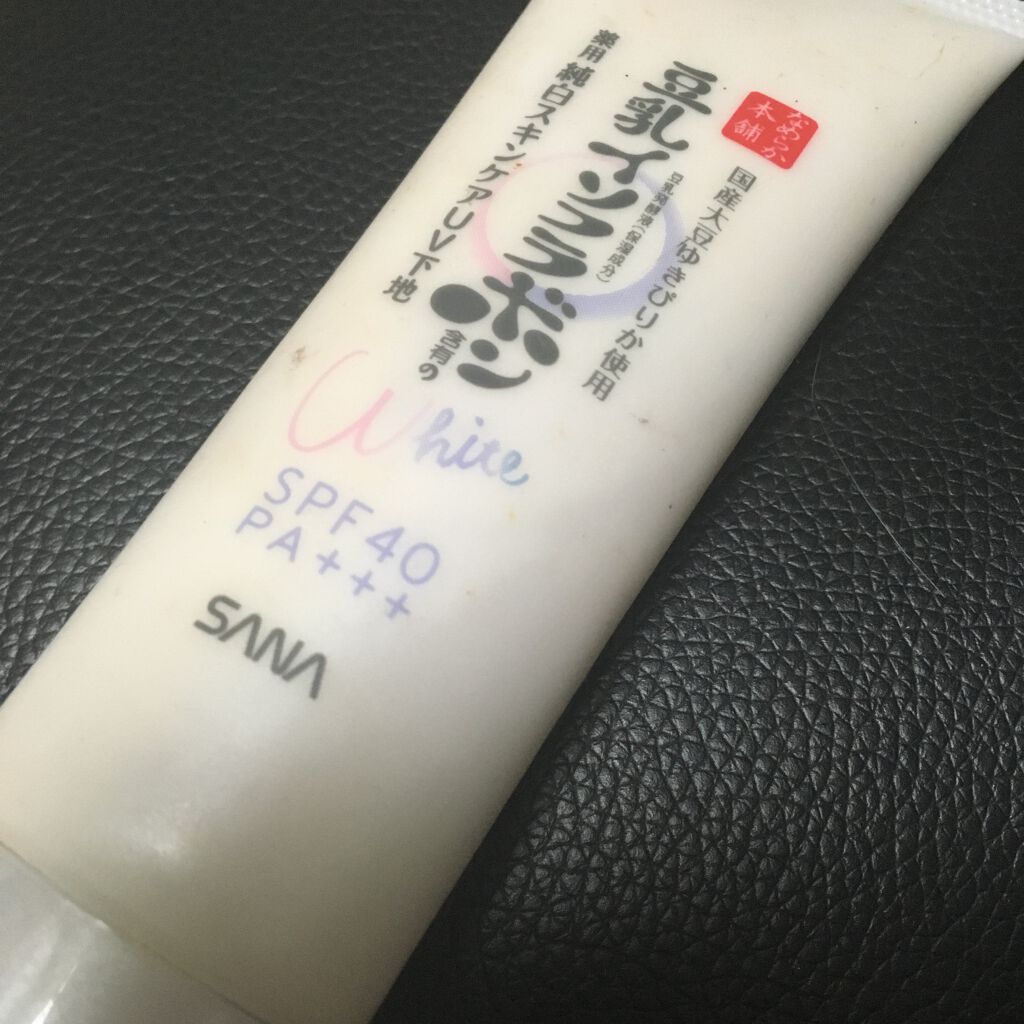 なめらか
本舗
国産大豆ゆきぴりか使用
豆乳発酵液(保湿成分)
豆乳イソフラボン
含有の
薬用 純白スキンケアUV下地
White
SPF40
PA+++
SANA